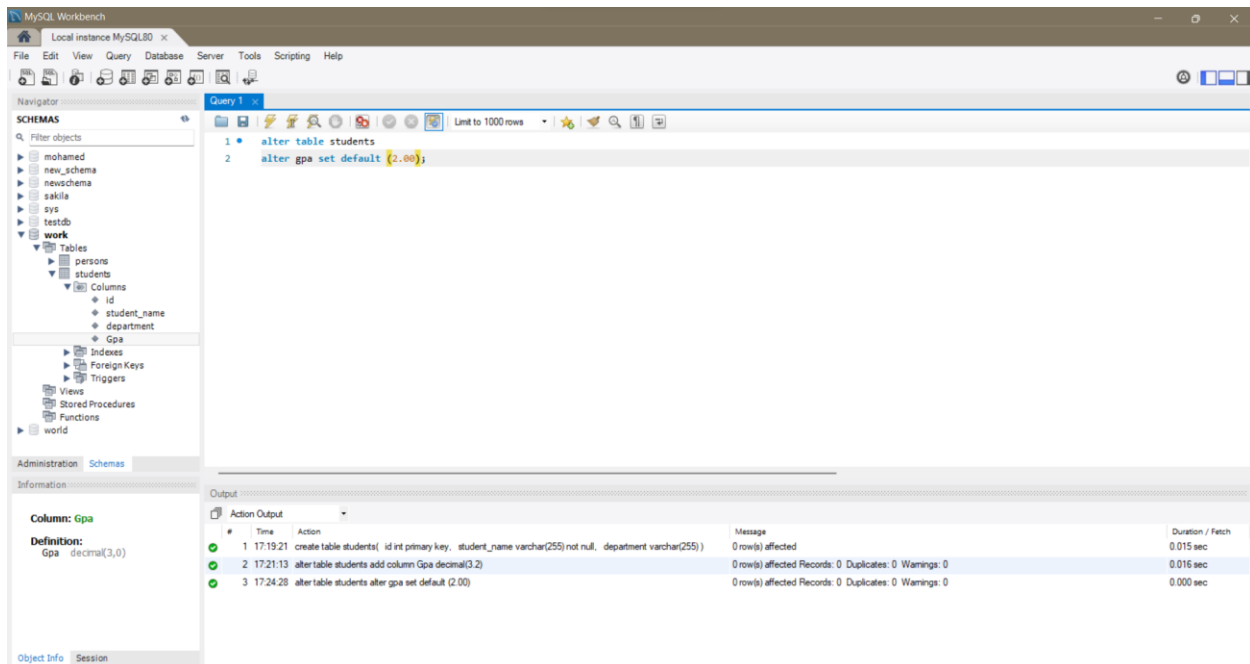 MySQL Workbench
Local instance MySQL80
File Edit View Query Database Server Tools Scripting Help
Navigator
SCHEMAS
Filter objects
mohamed
new_schema
newschema
sakila
sys
testdb
work
Tables
persons
students
Columns
id
student_name
department
Gpa
Indexes
Foreign Keys
Triggers
Views
Stored Procedures
Functions
world
Administration Schemas
Information
Column: Gpa
Definition:
Gpa decimal(3,0)
Object Info Session
Query 1
Limit to 1000 rows
1 alter table students
2 alter gpa set default (2.00);
Output
Action Output
# Time Action Message Duration / Fetch
1 17:19:21 create table students( id int primary key, student_name varchar(255) not null, department varchar(255) ) 0 row(s) affected 0.015 sec
2 17:21:13 alter table students add column Gpa decimal(3.2) 0 row(s) affected Records: 0 Duplicates: 0 Warnings: 0 0.016 sec
3 17:24:28 alter table students alter gpa set default (2.00) 0 row(s) affected Records: 0 Duplicates: 0 Warnings: 0 0.000 sec